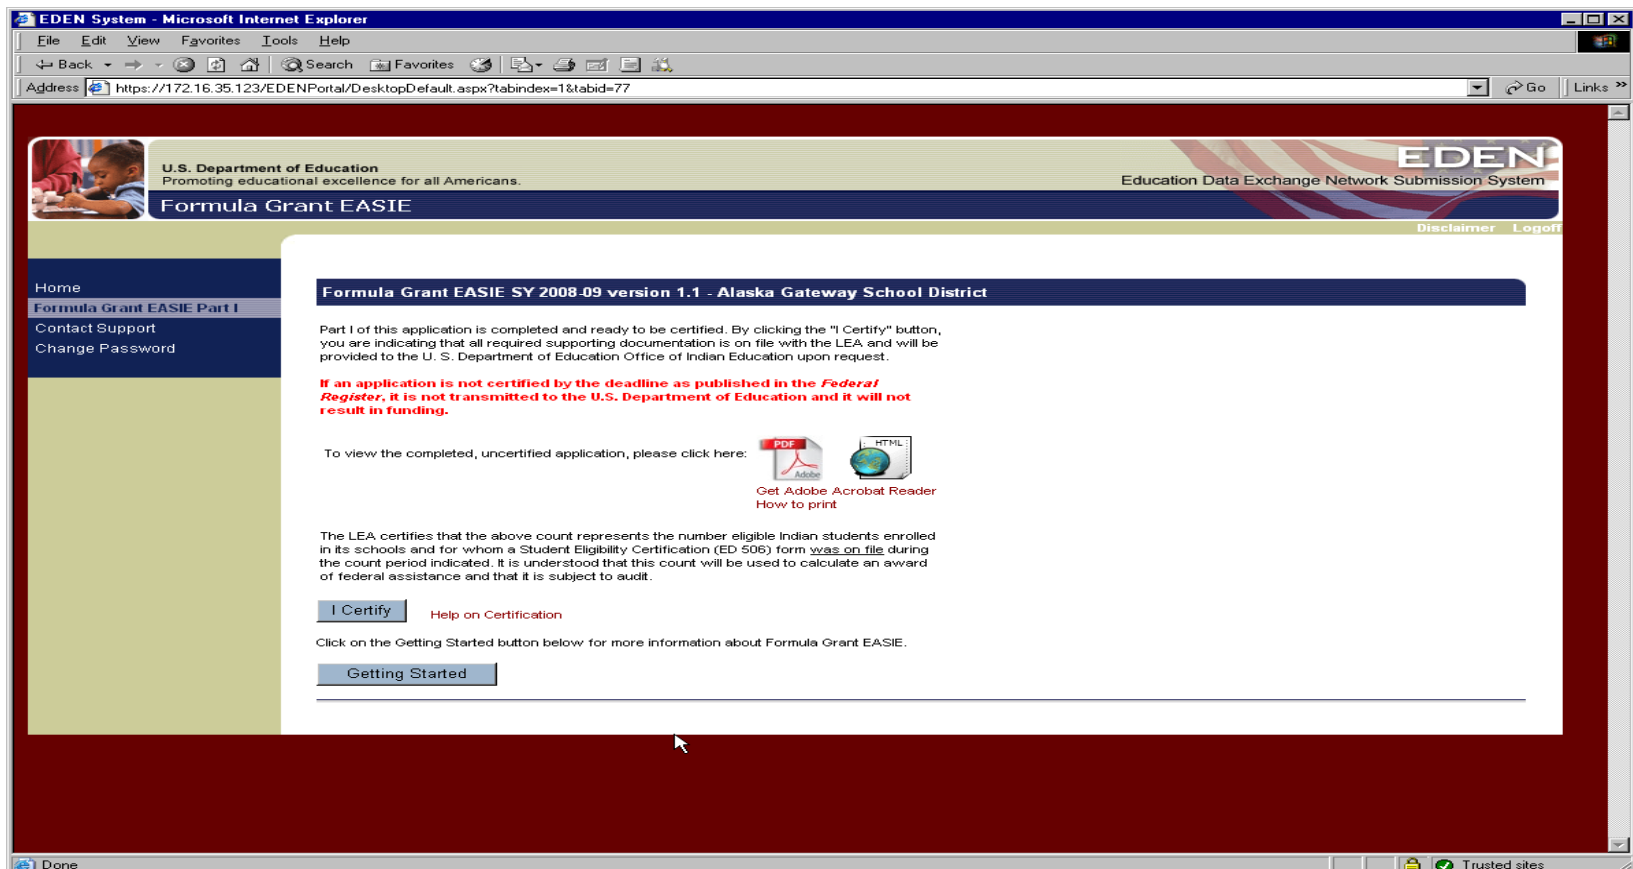 EDEN System - Microsoft Internet Explorer
File Edit View Favorites Tools Help
Back Search Favorites
Address https://172.16.35.123/EDENPortal/DesktopDefault.aspx?tabindex=1&tabid=77 Go Links »
U.S. Department of Education
Promoting educational excellence for all Americans.
EDEN
Education Data Exchange Network Submission System
Formula Grant EASIE
Disclaimer Logoff
Home
Formula Grant EASIE Part I
Contact Support
Change Password
Formula Grant EASIE SY 2008-09 version 1.1 - Alaska Gateway School District
Part I of this application is completed and ready to be certified. By clicking the "I Certify" button,
you are indicating that all required supporting documentation is on file with the LEA and will be
provided to the U. S. Department of Education Office of Indian Education upon request.
If an application is not certified by the deadline as published in the Federal
Register, it is not transmitted to the U.S. Department of Education and it will not
result in funding.
To view the completed, uncertified application, please click here:
PDF
Adobe
HTML
Get Adobe Acrobat Reader
How to print
The LEA certifies that the above count represents the number eligible Indian students enrolled
in its schools and for whom a Student Eligibility Certification (ED 506) form was on file during
the count period indicated. It is understood that this count will be used to calculate an award
of federal assistance and that it is subject to audit.
I Certify Help on Certification
Click on the Getting Started button below for more information about Formula Grant EASIE.
Getting Started
Done Trusted sites